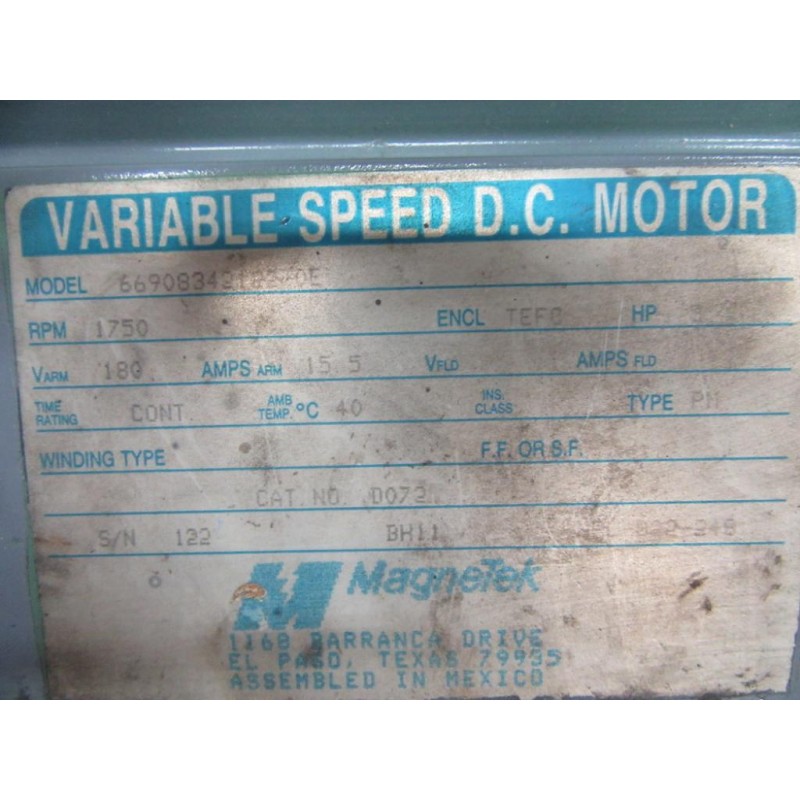 VARIABLE SPEED D.C. MOTOR
MODEL
RPM 1750 ENCL TEFC HP
VARM 180 AMPS ARM 15.5 VFLD AMPS FLD
TIME RATING CONT AMB TEMP. °C 40 INS. CLASS TYPE PM
WINDING TYPE F.F. OR S.F.
CAT.NO. D072
S/N 122 BH11
MagneTek
1168 BARRANCA DRIVE
EL PASO, TEXAS 79935
ASSEMBLED IN MEXICO